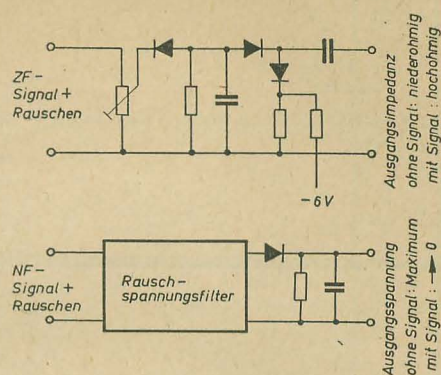 ZF-
Signal +
Rauschen
-6V
Ausgangsimpedanz
ohne Signal: niederohmig
mit Signal: hochohmig
NF-
Signal +
Rauschen
Rausch-
spannungsfilter
Ausgangsspannung
ohne Signal: Maximum
mit Signal: → 0